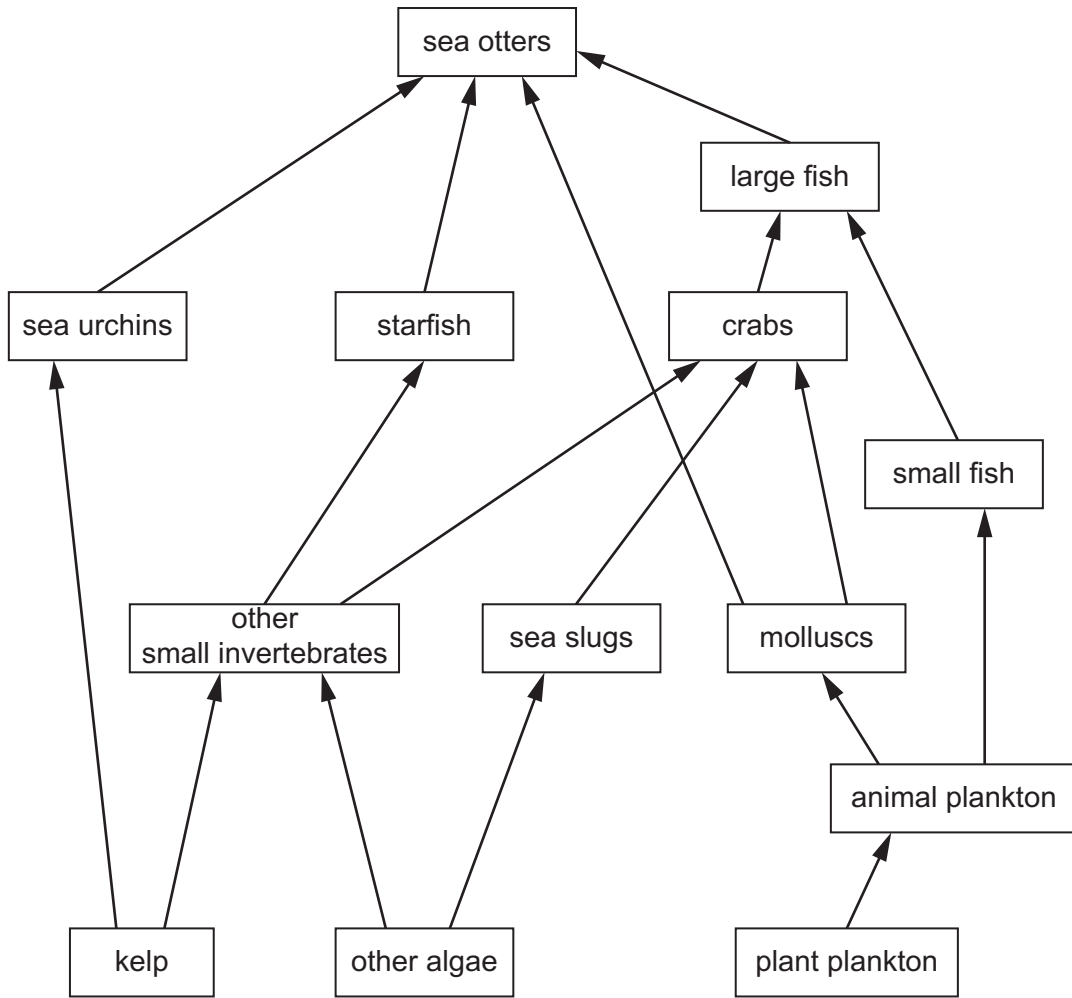 sea otters
large fish
sea urchins
starfish
crabs
small fish
other
small invertebrates
sea slugs
molluscs
animal plankton
kelp
other algae
plant plankton